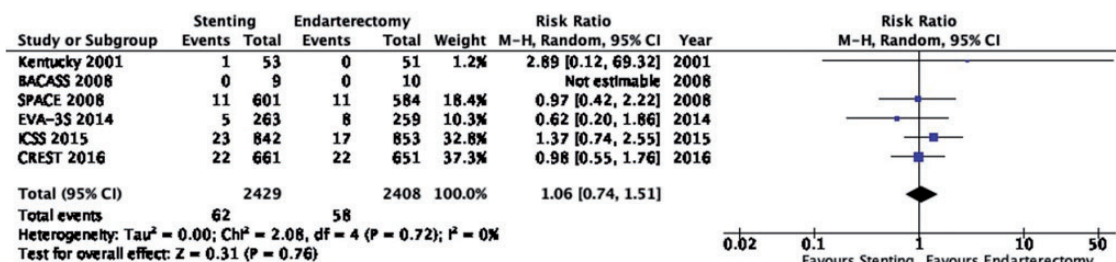 Stenting Endarterectomy Risk Ratio Risk Ratio
Study or Subgroup Events Total Events Total Weight M-H, Random, 95% CI Year M-H, Random, 95% CI
Kentucky 2001 1 53 0 51 1.2% 2.89 [0.12, 69.32] 2001
BACASS 2008 0 9 0 10 Not estimable 2008
SPACE 2008 11 601 11 584 18.4% 0.97 [0.42, 2.22] 2008
EVA-3S 2014 5 263 8 259 10.3% 0.62 [0.20, 1.86] 2014
ICSS 2015 23 842 17 853 32.8% 1.37 [0.74, 2.55] 2015
CREST 2016 22 661 22 651 37.3% 0.98 [0.55, 1.76] 2016
Total (95% CI) 2429 2408 100.0% 1.06 [0.74, 1.51]
Total events 62 58
Heterogeneity: Tau² = 0.00; Chi² = 2.08, df = 4 (P = 0.72); I² = 0%
Test for overall effect: Z = 0.31 (P = 0.76)
0.02 0.1 1 10 50
Favours Stenting Favours Endarterectomy